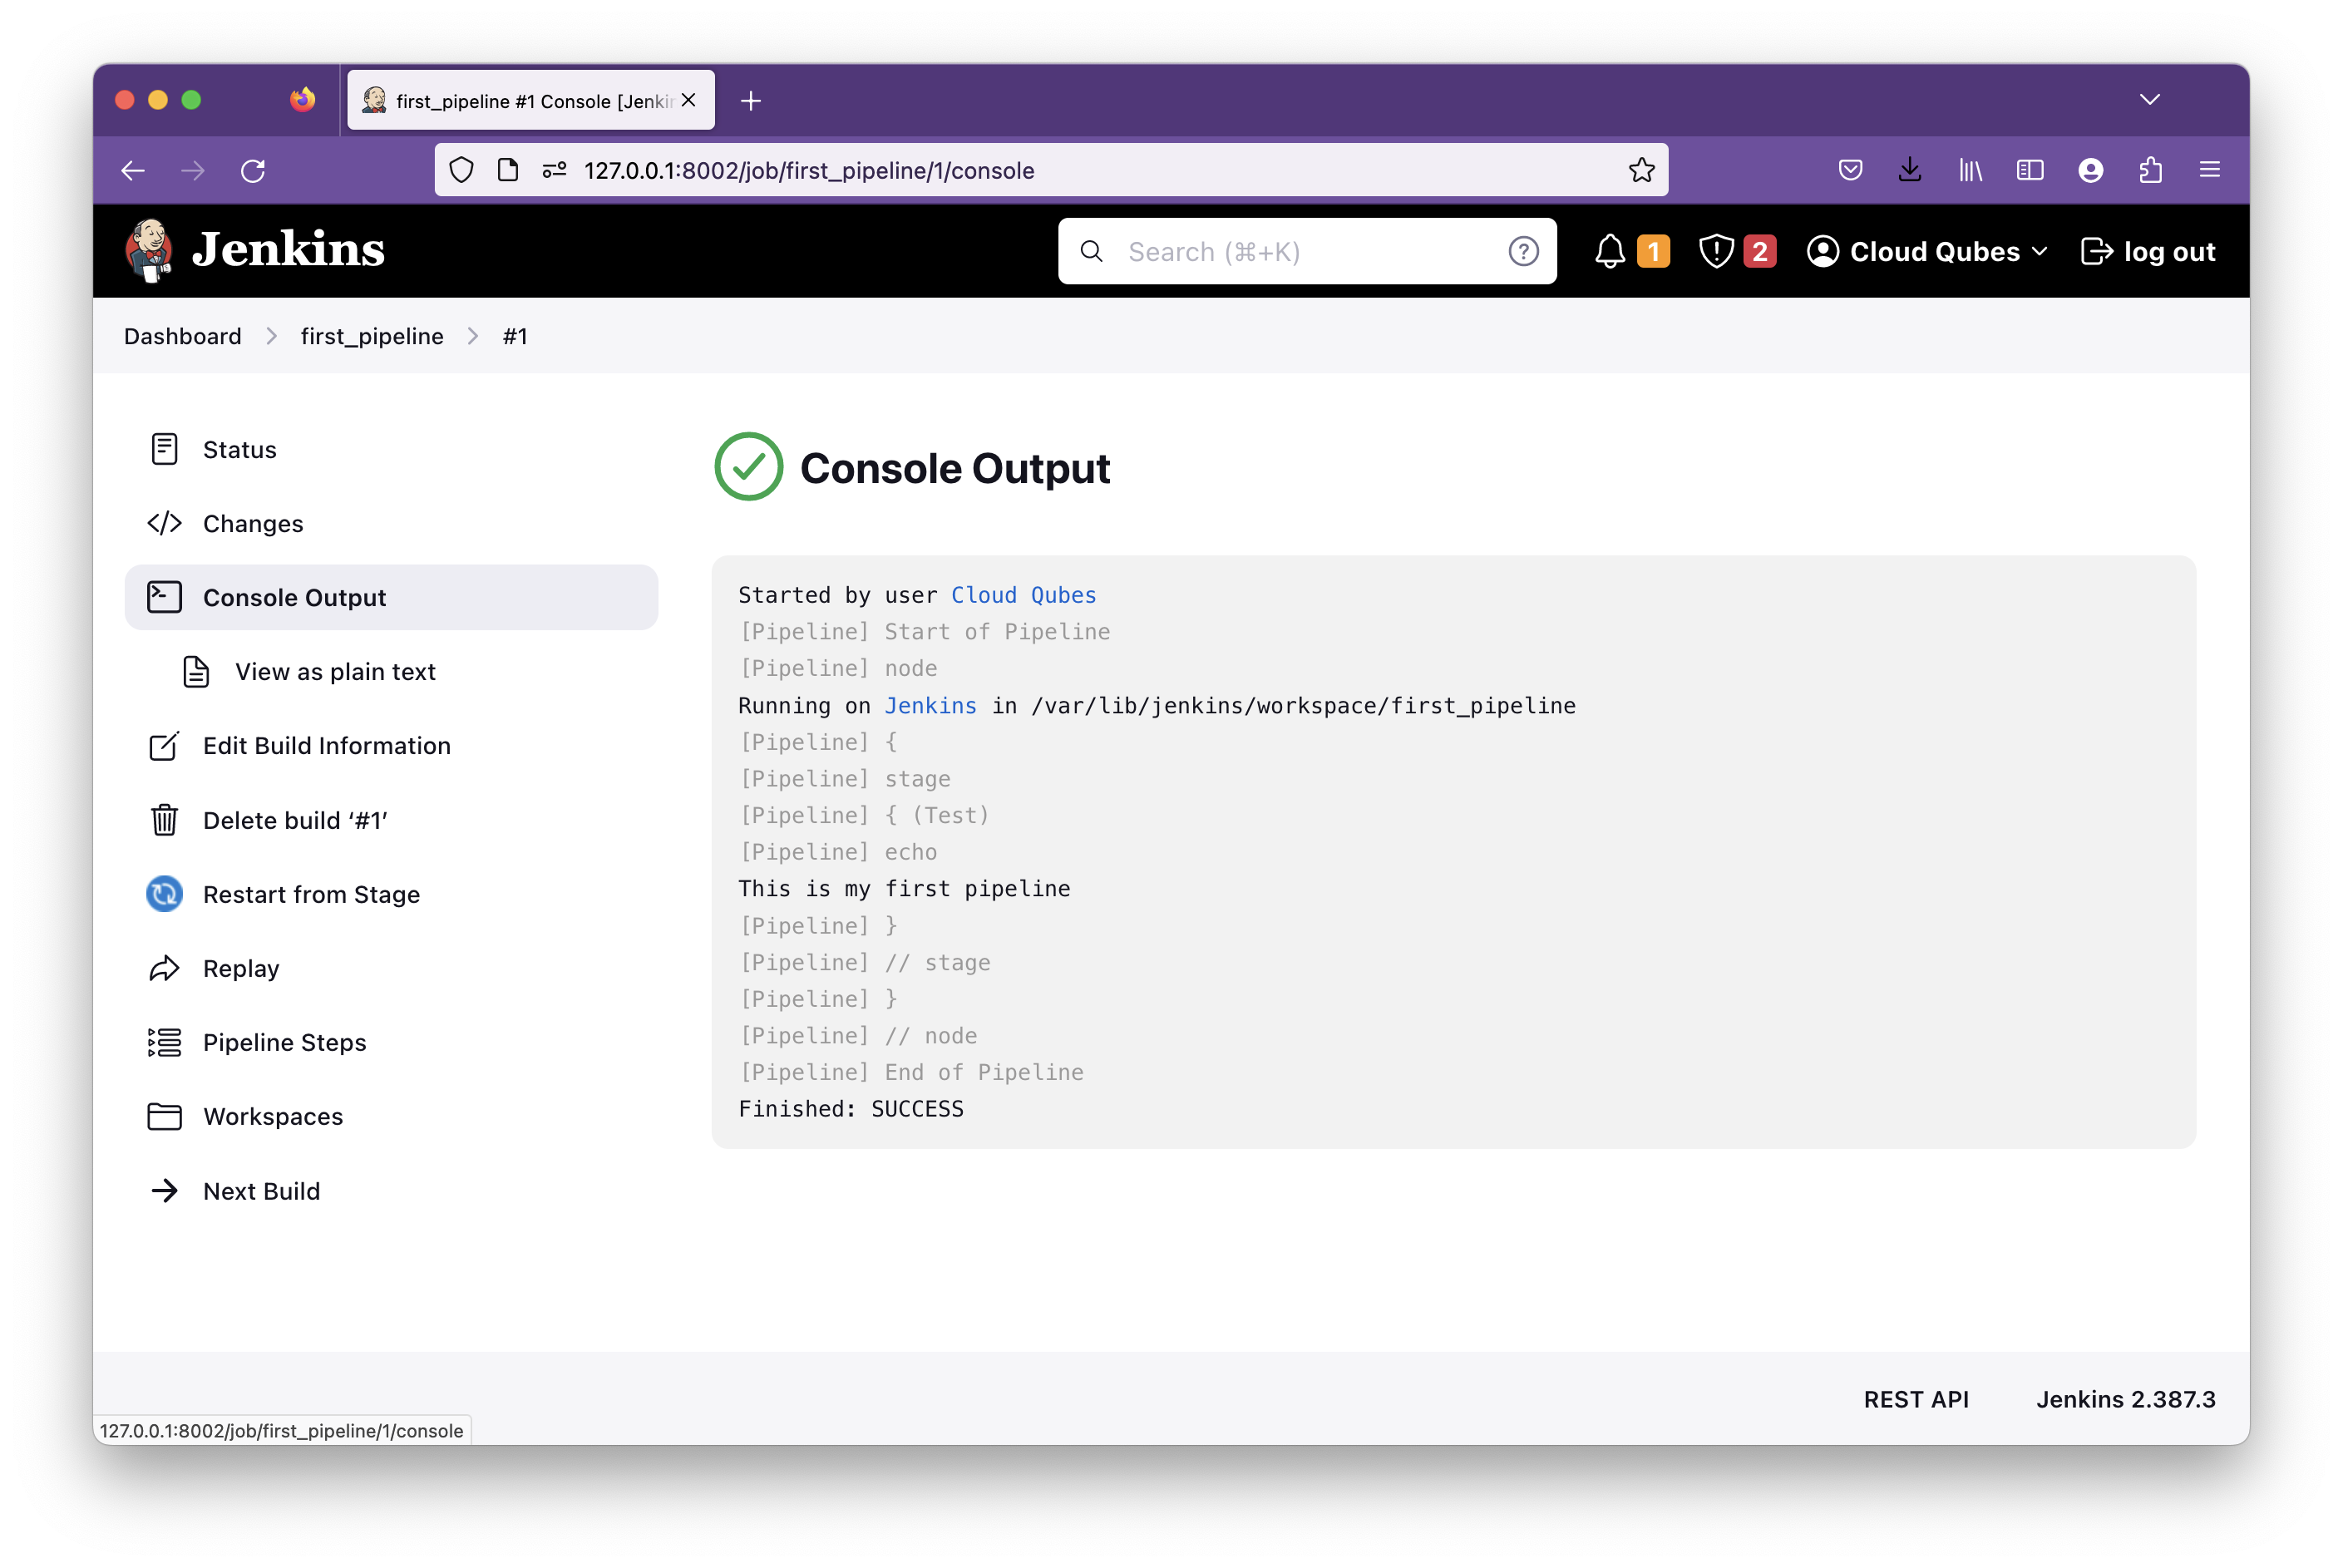 first_pipeline #1 Console [Jenki
127.0.0.1:8002/job/first_pipeline/1/console
Jenkins
Search (⌘+K)
1
2
Cloud Qubes
log out
Dashboard
first_pipeline
#1
Status
Changes
Console Output
View as plain text
Edit Build Information
Delete build ‘#1’
Restart from Stage
Replay
Pipeline Steps
Workspaces
Next Build
Console Output
Started by user Cloud Qubes
[Pipeline] Start of Pipeline
[Pipeline] node
Running on Jenkins in /var/lib/jenkins/workspace/first_pipeline
[Pipeline] {
[Pipeline] stage
[Pipeline] { (Test)
[Pipeline] echo
This is my first pipeline
[Pipeline] }
[Pipeline] // stage
[Pipeline] }
[Pipeline] // node
[Pipeline] End of Pipeline
Finished: SUCCESS
REST API
Jenkins 2.387.3
127.0.0.1:8002/job/first_pipeline/1/console